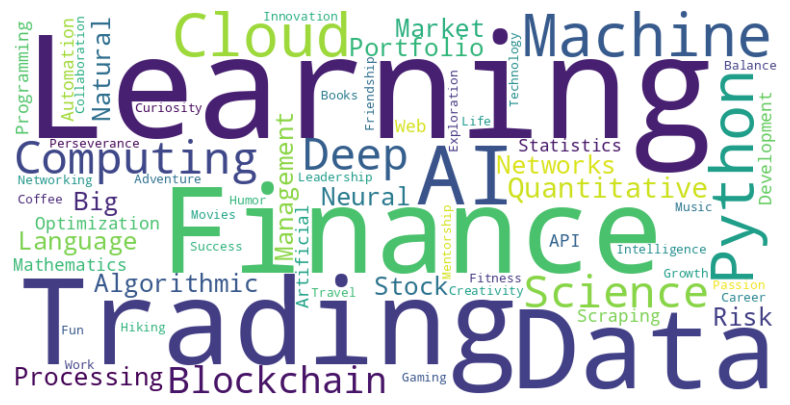 Innovation
Cloud
Market
Portfolio
Machine
Learning
Programming
Automation
Collaboration
Natural
Curiosity
Books
Friendship
Exploration
Technology
Balance
Perseverance
Web
Life
Statistics
Computing
Deep
AI
Networks
Python
Development
Networking
Adventure
Leadership
Quantitative
Coffee
Big
Humor
Management
Neural
Music
Optimization
Movies
Finance
Language
Success
API
Intelligence
Mathematics
Artificial
Mentorship
Growth
Algorithmic
Stock
Fitness
Science
Passion
Trading
Travel
Creativity
Career
Data
Scraping
Risk
Fun
Hiking
Work
Processing
Blockchain
Gaming